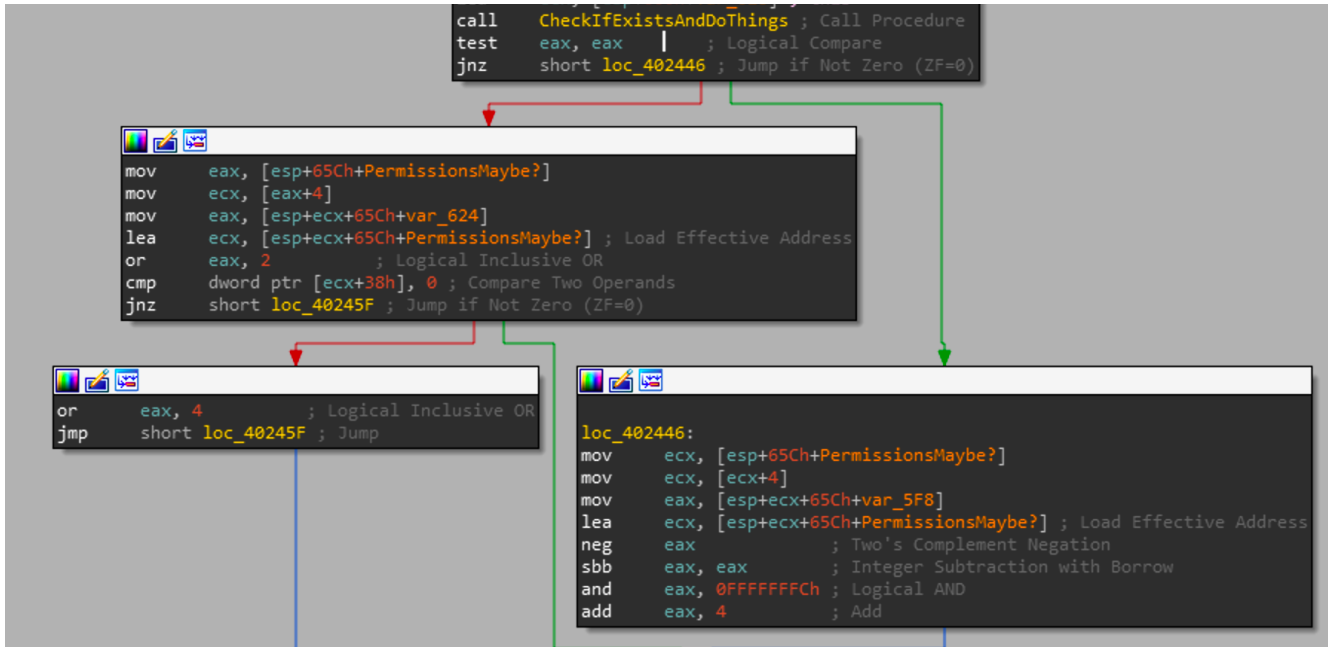 call CheckIfExistsAndDoThings ; Call Procedure
test eax, eax ; Logical Compare
jnz short loc_402446 ; Jump if Not Zero (ZF=0)
mov eax, [esp+65Ch+PermissionsMaybe?]
mov ecx, [eax+4]
mov eax, [esp+ecx+65Ch+var_624]
lea ecx, [esp+ecx+65Ch+PermissionsMaybe?] ; Load Effective Address
or eax, 2 ; Logical Inclusive OR
cmp dword ptr [ecx+38h], 0 ; Compare Two Operands
jnz short loc_40245F ; Jump if Not Zero (ZF=0)
or eax, 4 ; Logical Inclusive OR
jmp short loc_40245F ; Jump
loc_402446:
mov ecx, [esp+65Ch+PermissionsMaybe?]
mov ecx, [ecx+4]
mov eax, [esp+ecx+65Ch+var_5F8]
lea ecx, [esp+ecx+65Ch+PermissionsMaybe?] ; Load Effective Address
neg eax ; Two's Complement Negation
sbb eax, eax ; Integer Subtraction with Borrow
and eax, 0FFFFFFFCh ; Logical AND
add eax, 4 ; Add